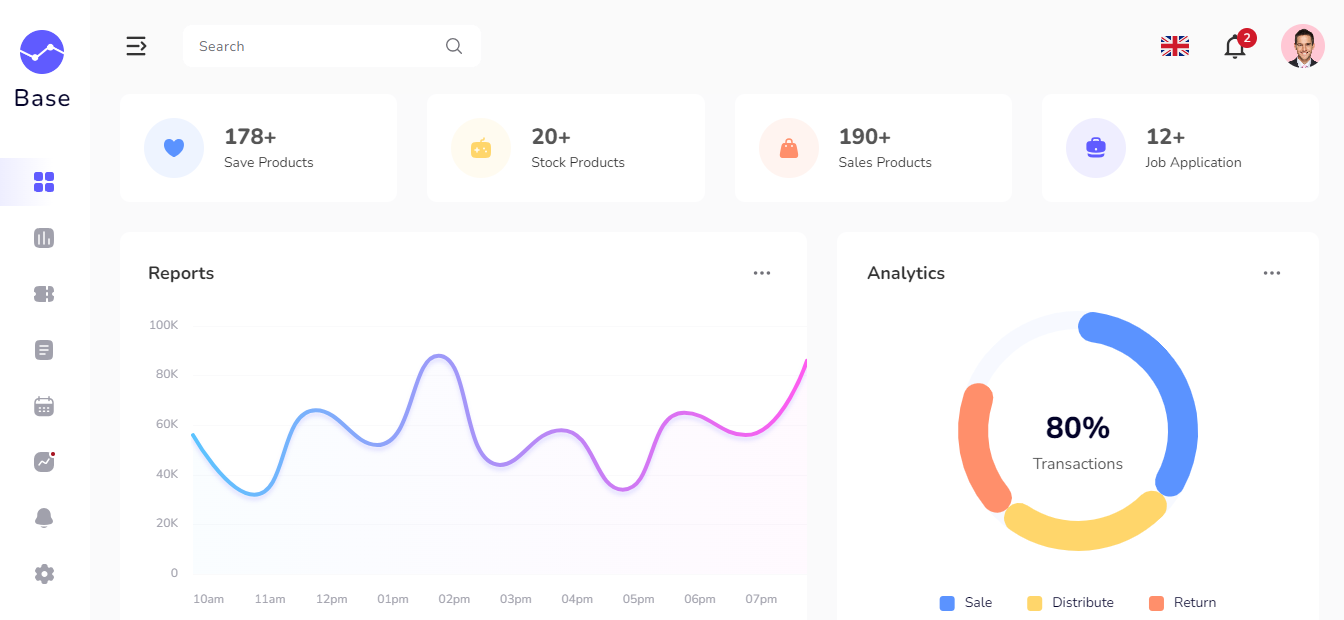 Base
Search
2
178+
Save Products
20+
Stock Products
190+
Sales Products
12+
Job Application
Reports
100K
80K
60K
40K
20K
0
10am 11am 12pm 01pm 02pm 03pm 04pm 05pm 06pm 07pm
Analytics
80%
Transactions
Sale Distribute Return